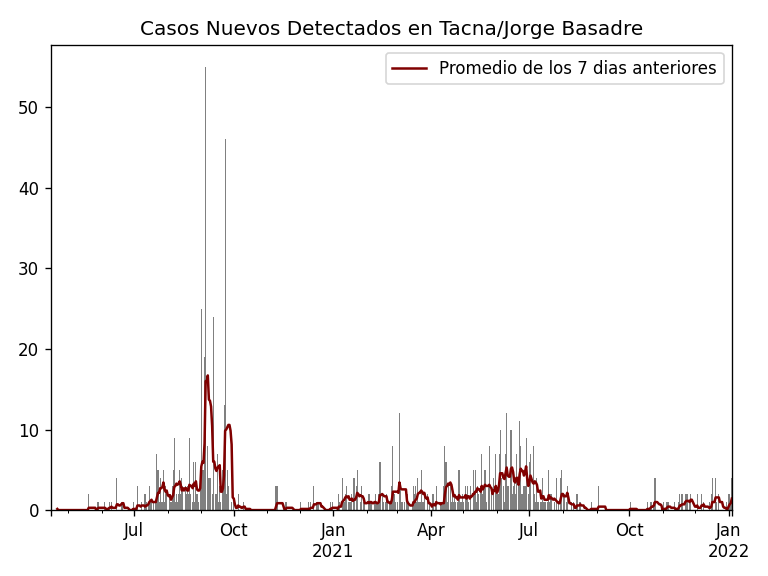 Casos Nuevos Detectados en Tacna/Jorge Basadre
Promedio de los 7 dias anteriores
50
40
30
20
10
0
Jul Oct Jan Apr Jul Oct Jan
2021 2022